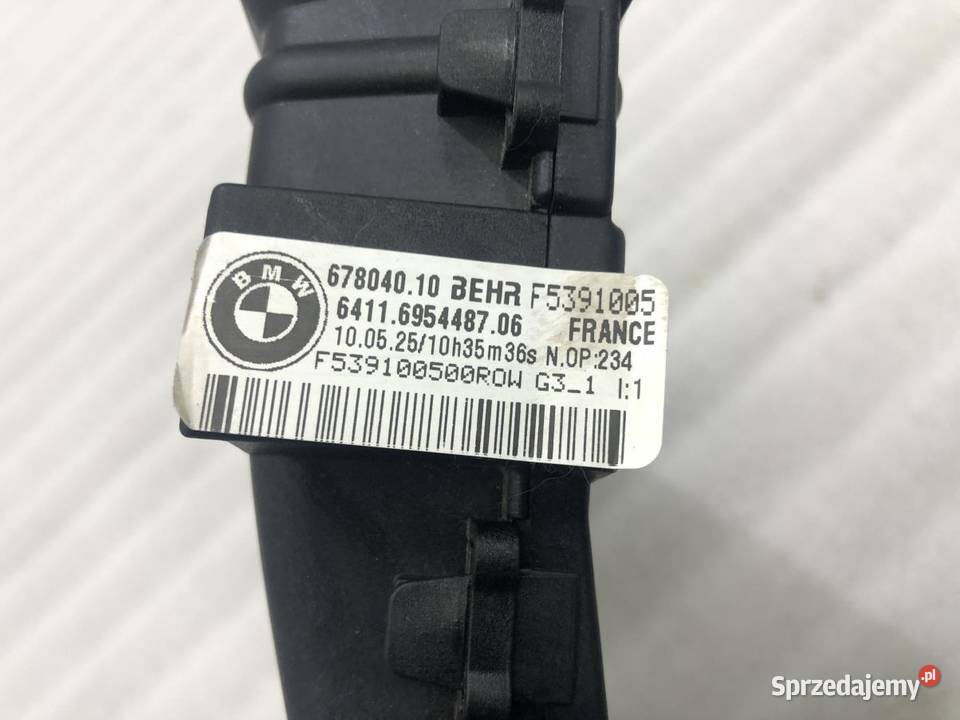 BMW
678040.10 BEHR F5391005
6411.6954487.06 FRANCE
10.05.25/10h35m36s N.OP:234
F539100500ROW G3_1 I:1
Sprzedajemy.pl